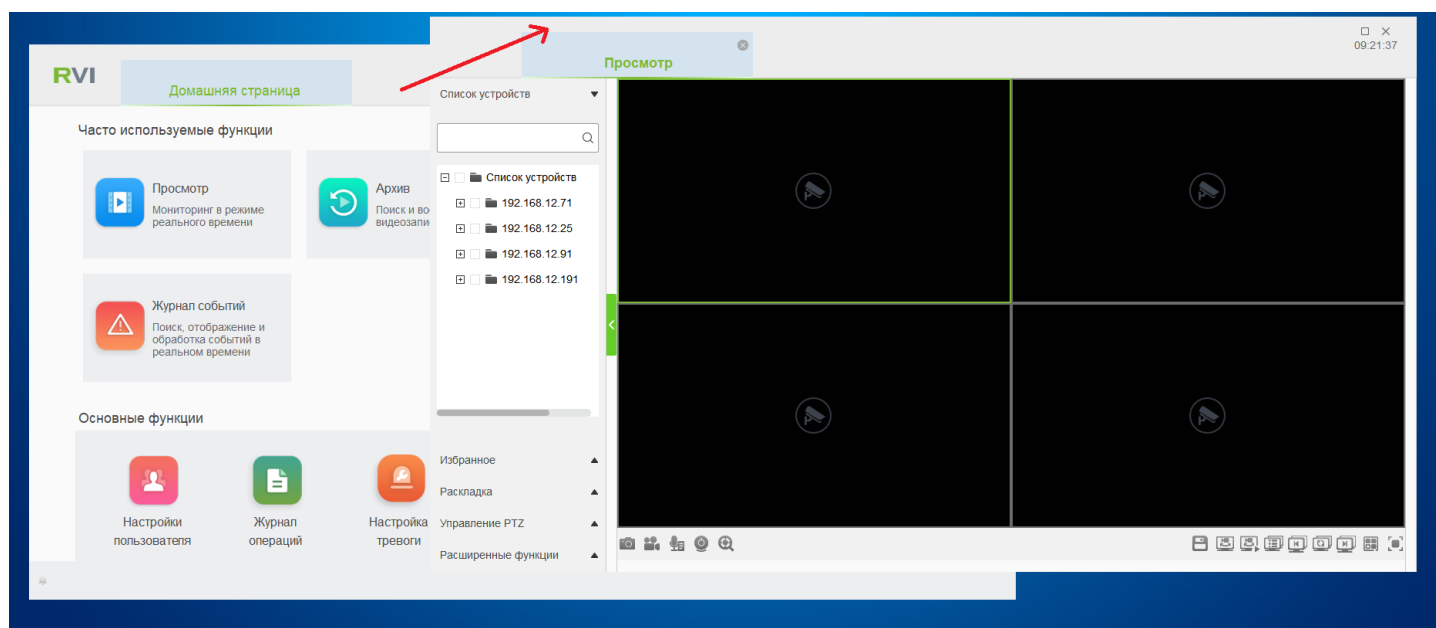 RVI
Домашняя страница
Часто используемые функции
Просмотр
Мониторинг в режиме
реального времени
Архив
Поиск и во
видеозапи
Журнал событий
Поиск, отображение и
обработка событий в
реальном времени
Основные функции
Настройки
пользователя
Журнал
операций
Настройка
тревоги
09:21:37
Просмотр
Список устройств
Список устройств
192.168.12.71
192.168.12.25
192.168.12.91
192.168.12.191
Избранное
Раскладка
Управление PTZ
Расширенные функции